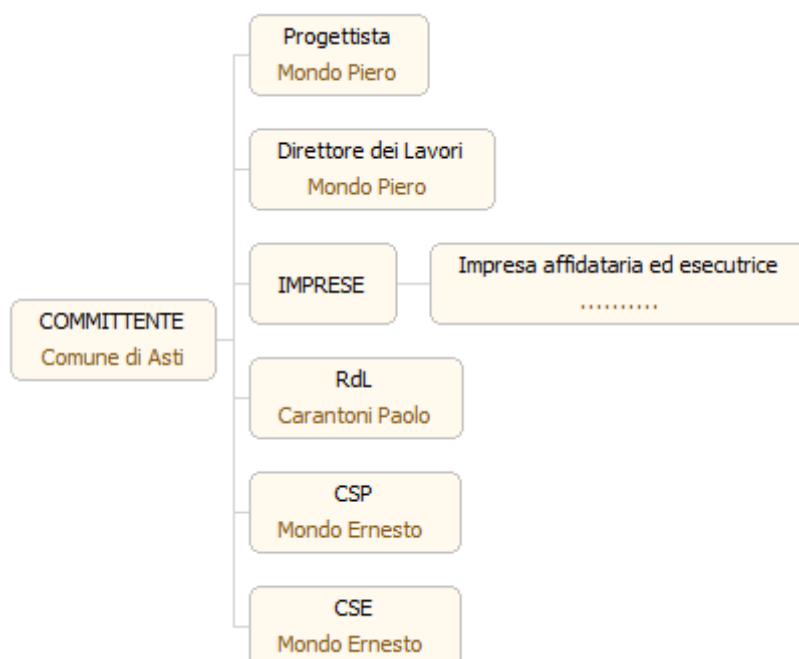 Progettista
Mondo Piero
Direttore dei Lavori
Mondo Piero
IMPRESE
Impresa affidataria ed esecutrice
..........
COMMITTENTE
Comune di Asti
RdL
Carantoni Paolo
CSP
Mondo Ernesto
CSE
Mondo Ernesto